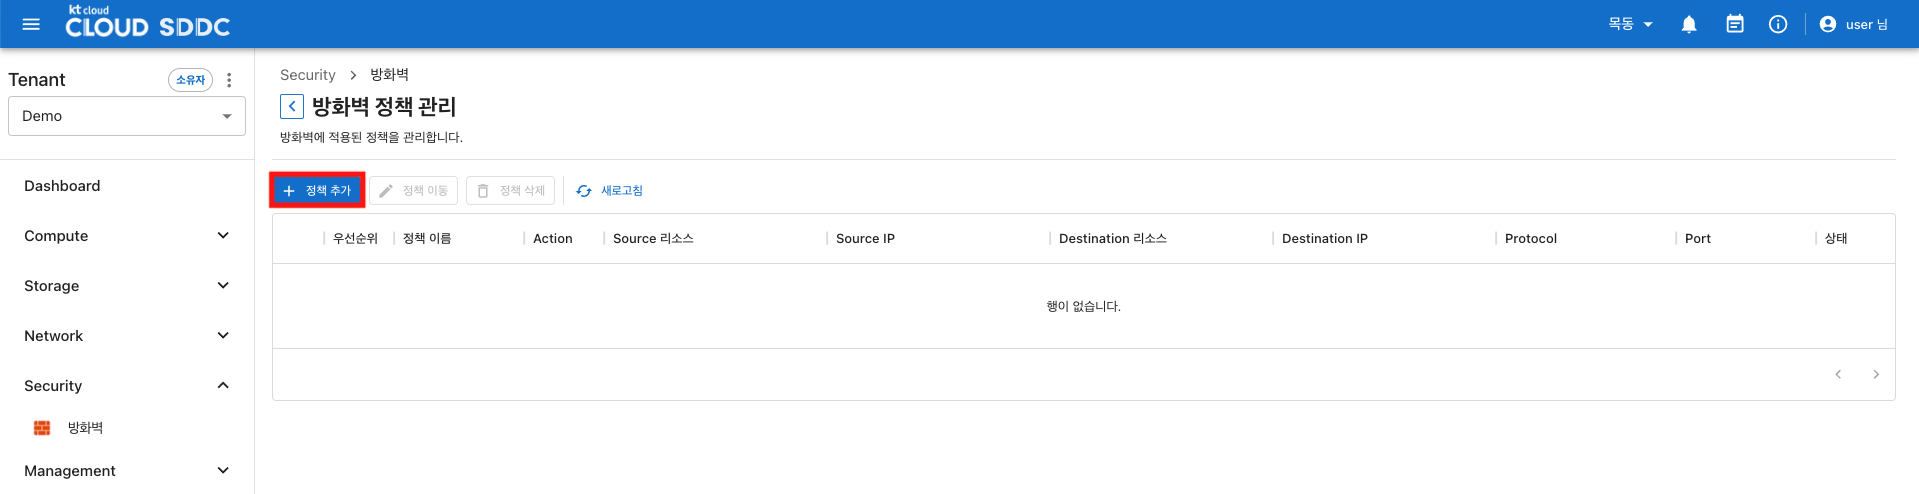 kt cloud
CLOUD SDDC
목동
user 님
Tenant
소유자
Demo
Dashboard
Compute
Storage
Network
Security
방화벽
Management
Security > 방화벽
방화벽 정책 관리
방화벽에 적용된 정책을 관리합니다.
정책 추가 정책 이동 정책 삭제 새로고침
우선순위 정책 이름 Action Source 리소스 Source IP Destination 리소스 Destination IP Protocol Port 상태
행이 없습니다.